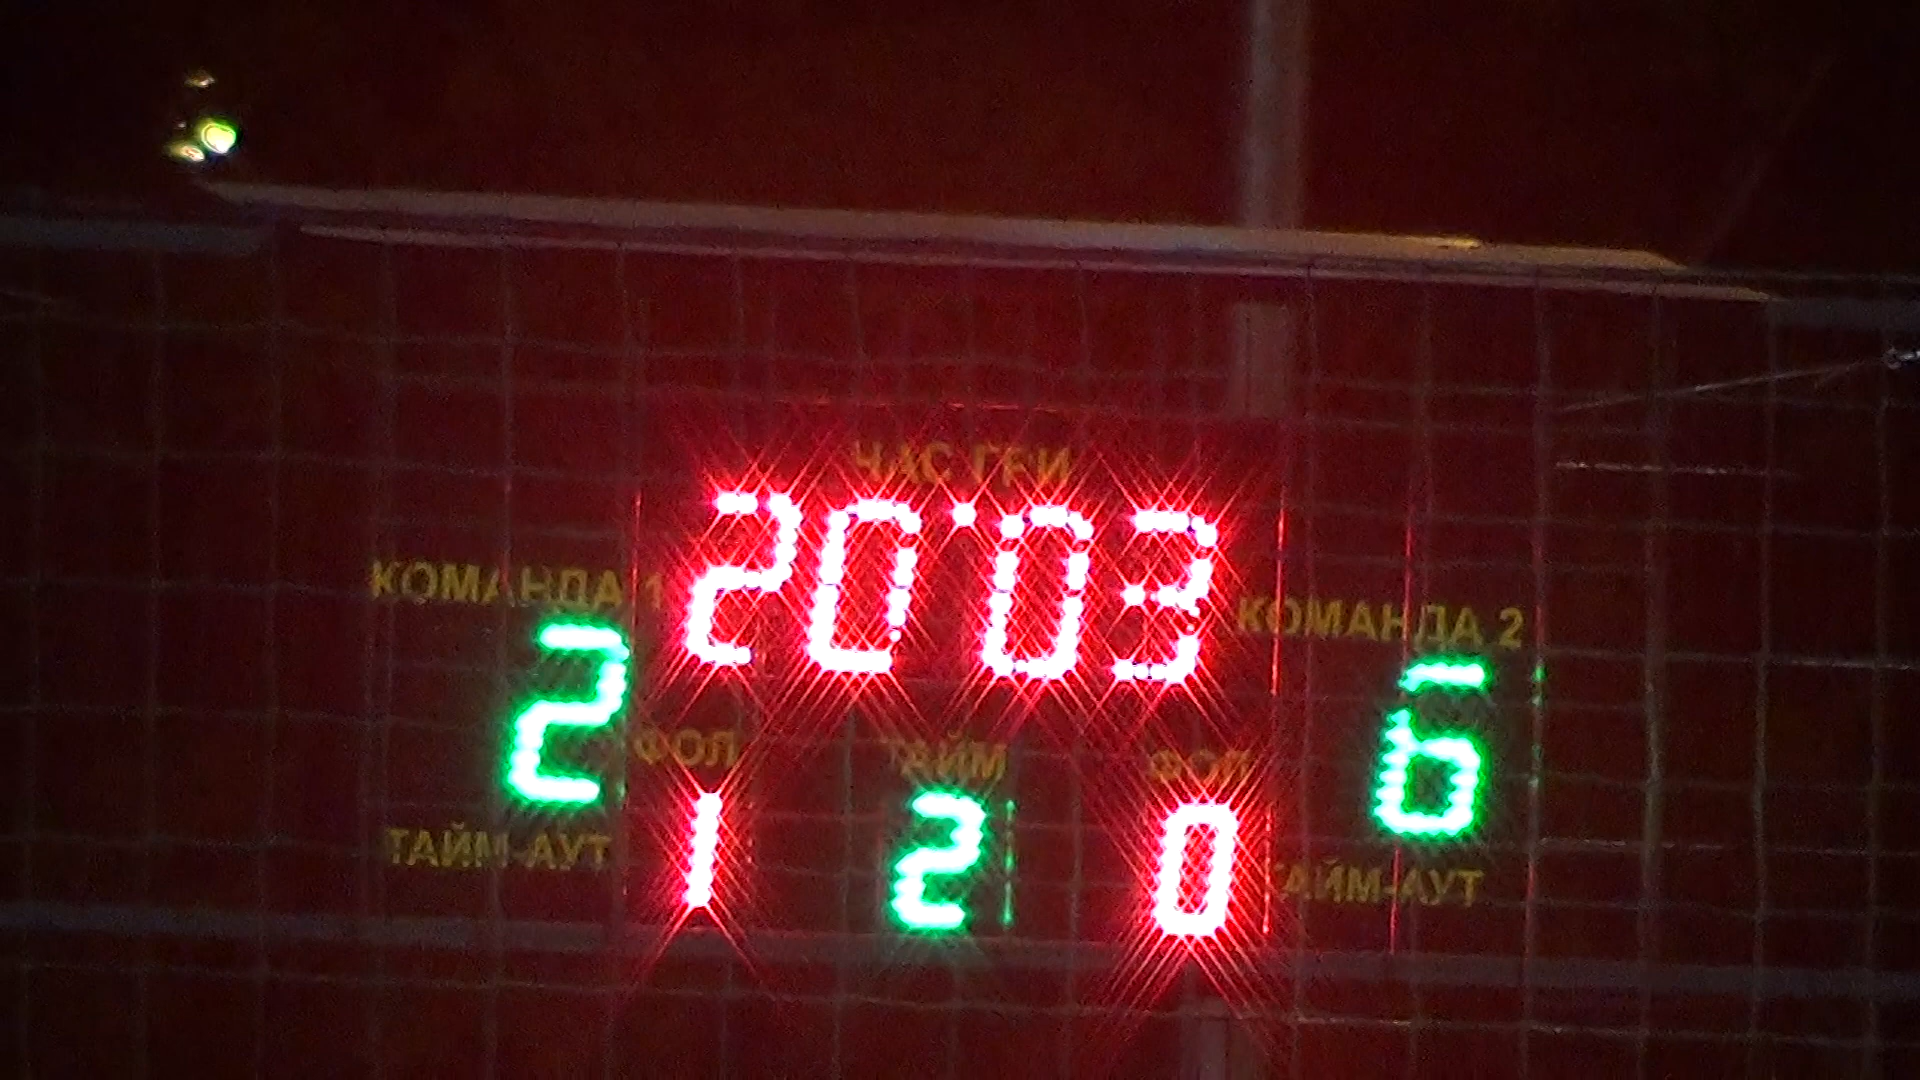 ЧАС ГРИ
20:03
КОМАНДА 1
КОМАНДА 2
2
6
ФОЛ
ТАЙМ
ФОЛ
1
2
0
ТАЙМ-АУТ
ТАЙМ-АУТ